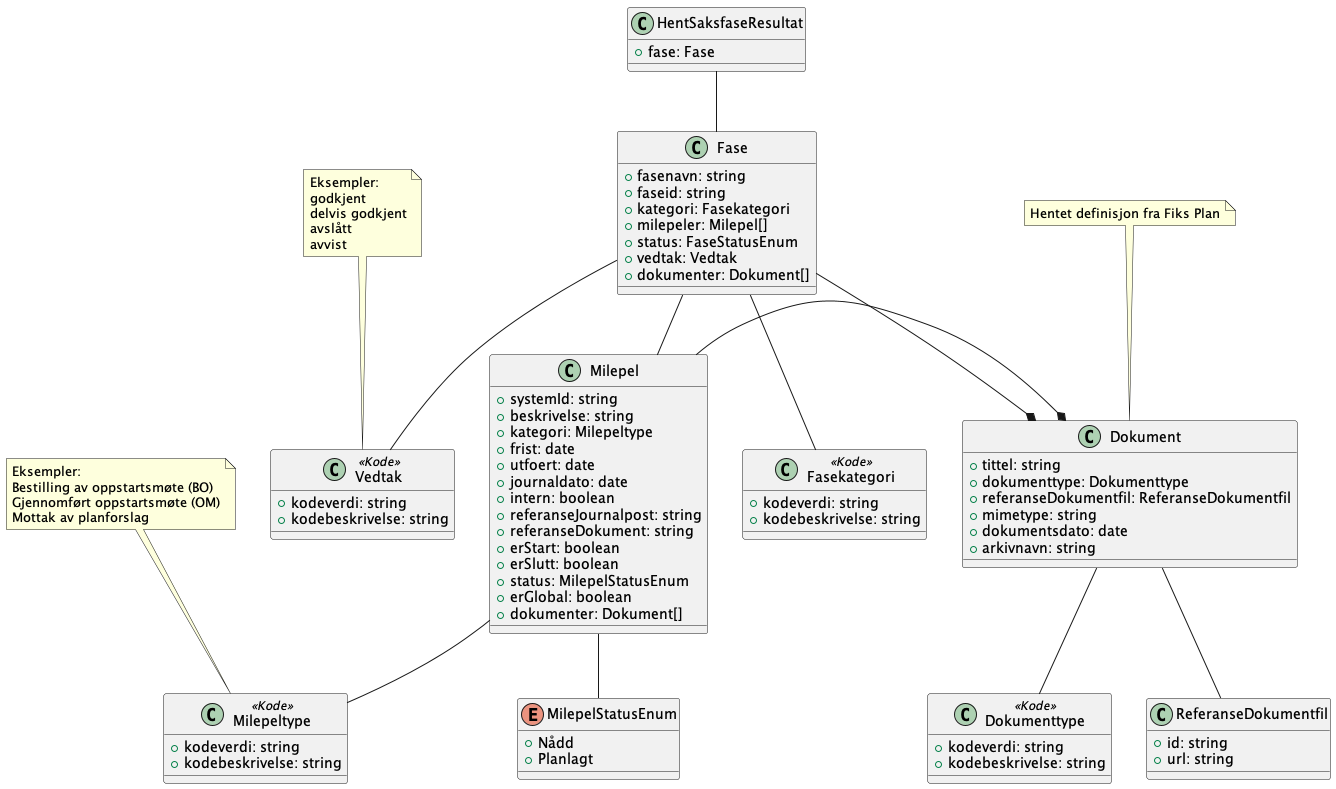 C HentSaksfaseResultat
fase: Fase
C Fase
fasenavn: string
faseid: string
kategori: Fasekategori
milepeler: Milepel[]
status: FaseStatusEnum
vedtak: Vedtak
dokumenter: Dokument[]
Eksempler:
godkjent
delvis godkjent
avslått
avvist
Hentet definisjon fra Fiks Plan
C Milepel
systemId: string
beskrivelse: string
kategori: Milepeltype
frist: date
utfoert: date
journaldato: date
intern: boolean
referanseJournalpost: string
referanseDokument: string
erStart: boolean
erSlutt: boolean
status: MilepelStatusEnum
erGlobal: boolean
dokumenter: Dokument[]
C «Kode»
Vedtak
kodeverdi: string
kodebeskrivelse: string
C «Kode»
Fasekategori
kodeverdi: string
kodebeskrivelse: string
C Dokument
tittel: string
dokumenttype: Dokumenttype
referanseDokumentfil: ReferanseDokumentfil
mimetype: string
dokumentsdato: date
arkivnavn: string
Eksempler:
Bestilling av oppstartsmøte (BO)
Gjennomført oppstartsmøte (OM)
Mottak av planforslag
C «Kode»
Milepeltype
kodeverdi: string
kodebeskrivelse: string
E MilepelStatusEnum
Nådd
Planlagt
C «Kode»
Dokumenttype
kodeverdi: string
kodebeskrivelse: string
C ReferanseDokumentfil
id: string
url: string